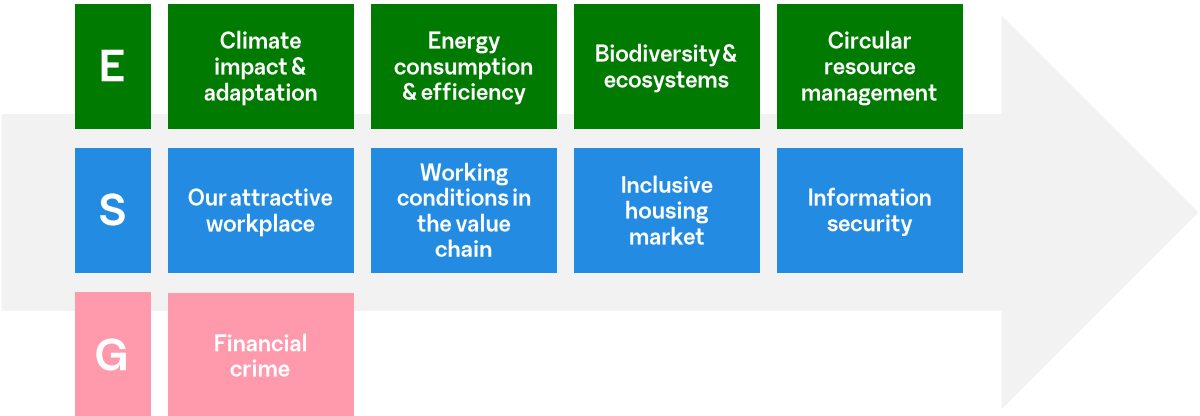 E
Climate
impact &
adaptation
Energy
consumption
& efficiency
Biodiversity &
ecosystems
Circular
resource
management
S
Our attractive
workplace
Working
conditions in
the value
chain
Inclusive
housing
market
Information
security
G
Financial
crime